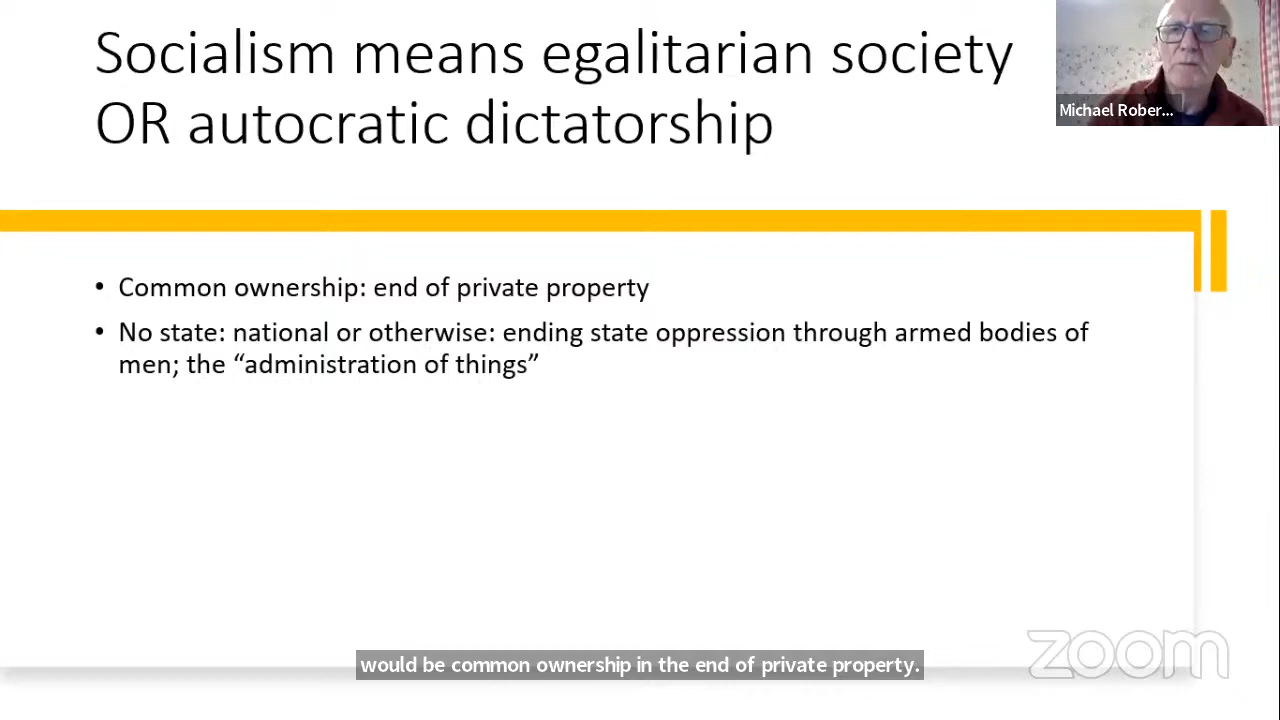 Socialism means egalitarian society
OR autocratic dictatorship
Michael Rober...
• Common ownership: end of private property
• No state: national or otherwise: ending state oppression through armed bodies of
men; the “administration of things”
zoom
would be common ownership in the end of private property.